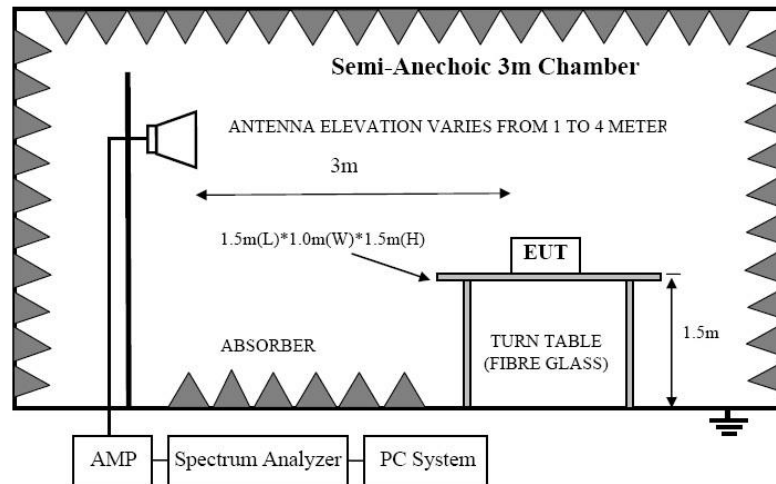 Semi-Anechoic 3m Chamber
ANTENNA ELEVATION VARIES FROM 1 TO 4 METER
3m
1.5m(L)*1.0m(W)*1.5m(H)
EUT
1.5m
ABSORBER
TURN TABLE
(FIBRE GLASS)
AMP
Spectrum Analyzer
PC System